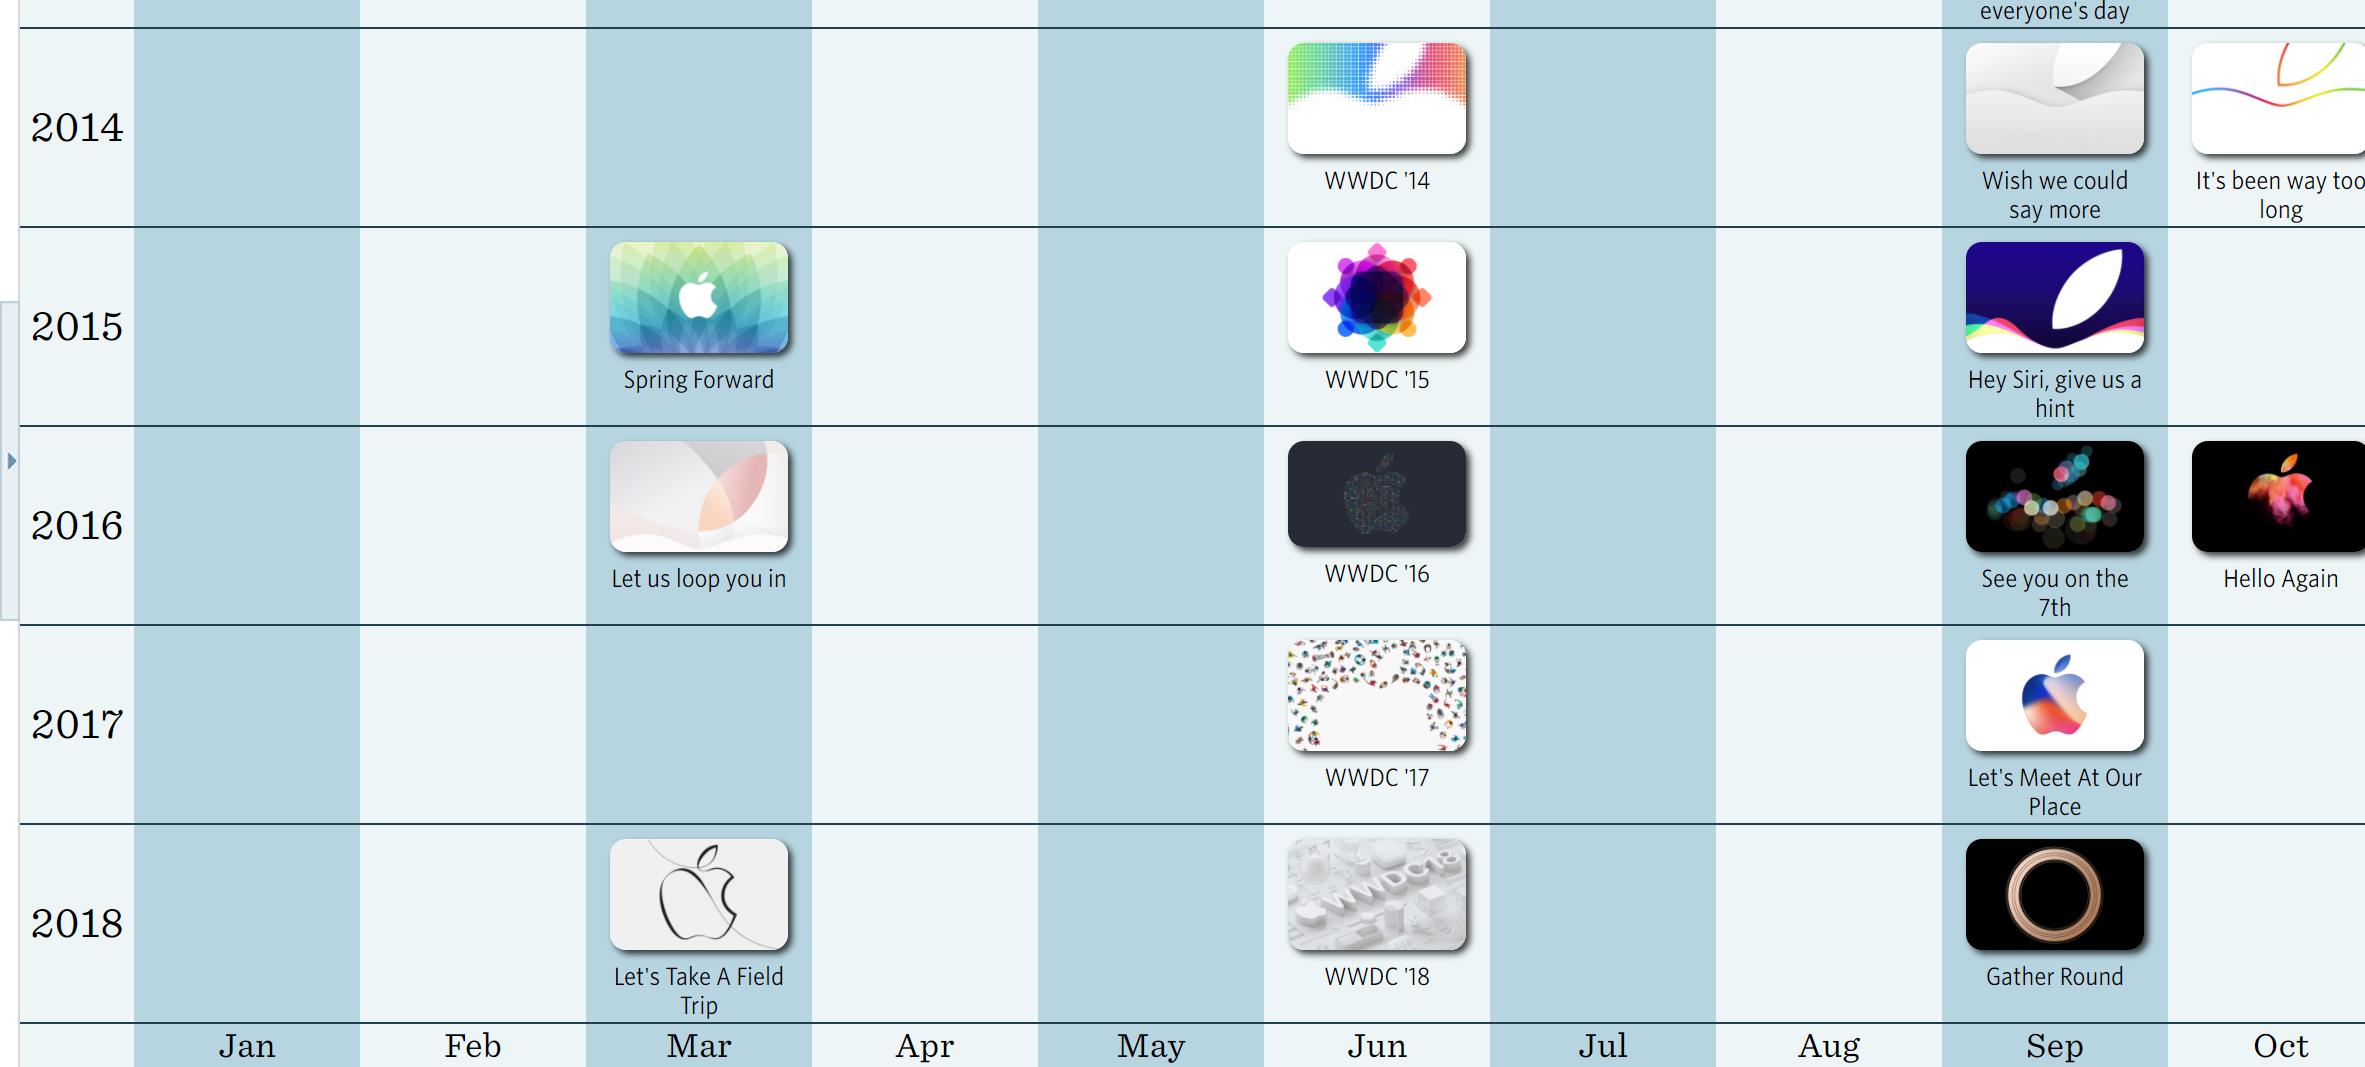 everyone's day
2014
WWDC '14
Wish we could
say more
It's been way too
long
2015
Spring Forward
WWDC '15
Hey Siri, give us a
hint
2016
Let us loop you in
WWDC '16
See you on the
7th
Hello Again
2017
WWDC '17
Let's Meet At Our
Place
2018
Let's Take A Field
Trip
WWDC18
WWDC '18
Gather Round
Jan
Feb
Mar
Apr
May
Jun
Jul
Aug
Sep
Oct